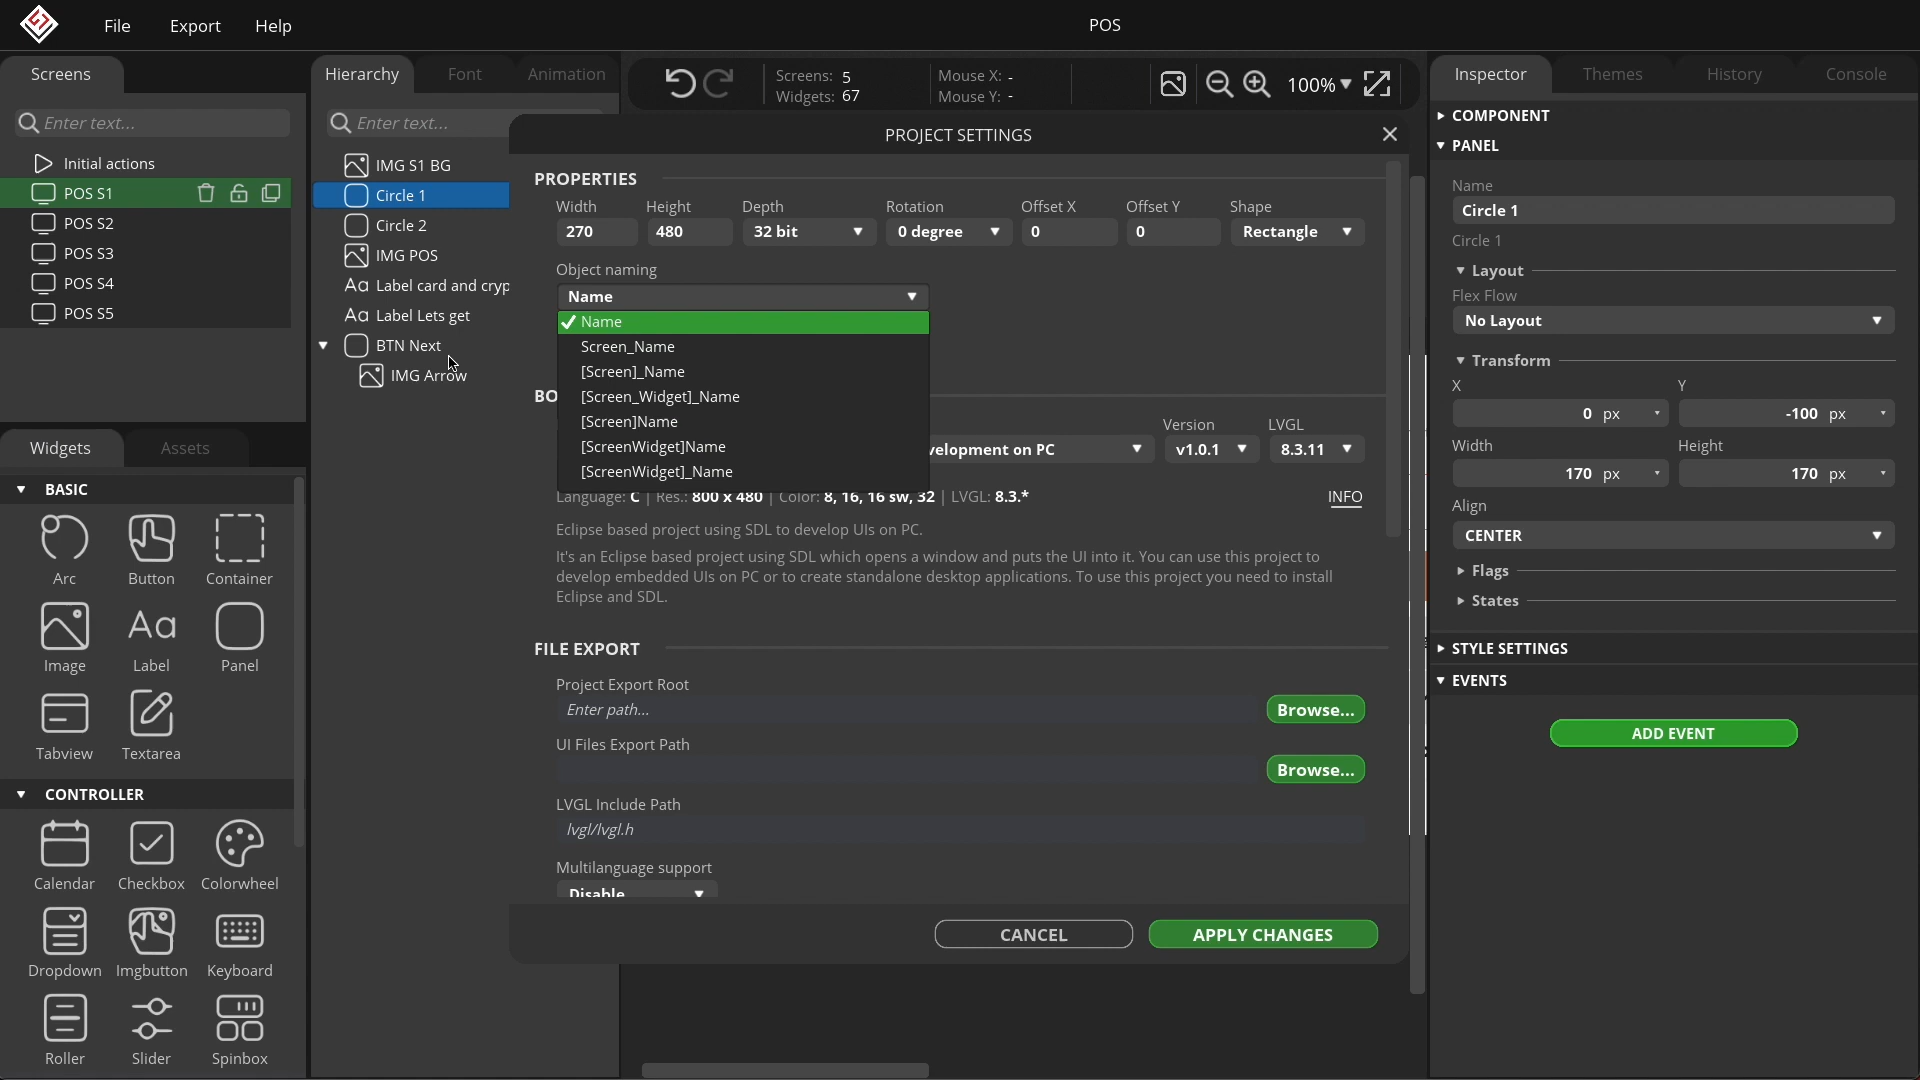 File Export Help POS
Screens
Enter text...
Initial actions
POS S1
POS S2
POS S3
POS S4
POS S5
Hierarchy Font Animation
Enter text...
IMG S1 BG
Circle 1
Circle 2
IMG POS
Aa Label card and cryp
Aa Label Lets get
BTN Next
IMG Arrow
Screens: 5
Widgets: 67
Mouse X: -
Mouse Y: -
100%
Widgets Assets
BASIC
Arc Button Container
Aa
Image Label Panel
Tabview Textarea
CONTROLLER
Calendar Checkbox Colorwheel
Dropdown Imgbutton Keyboard
Roller Slider Spinbox
PROJECT SETTINGS
PROPERTIES
Width Height Depth Rotation Offset X Offset Y Shape
270 480 32 bit 0 degree 0 0 Rectangle
Object naming
Name
Name
Screen_Name
[Screen]_Name
[Screen_Widget]_Name
[Screen]Name
[ScreenWidget]Name
[ScreenWidget]_Name
BO
Version LVGL
velopment on PC v1.0.1 8.3.11
Language: C | Res.: 800 x 480 | Color: 8, 16, 16 sw, 32 | LVGL: 8.3.*
INFO
Eclipse based project using SDL to develop UIs on PC.
It's an Eclipse based project using SDL which opens a window and puts the UI into it. You can use this project to
develop embedded UIs on PC or to create standalone desktop applications. To use this project you need to install
Eclipse and SDL.
FILE EXPORT
Project Export Root
Enter path... Browse...
UI Files Export Path
Browse...
LVGL Include Path
lvgl/lvgl.h
Multilanguage support
Disable
CANCEL APPLY CHANGES
Inspector Themes History Console
COMPONENT
PANEL
Name
Circle 1
Circle 1
Layout
Flex Flow
No Layout
Transform
X Y
0 px -100 px
Width Height
170 px 170 px
Align
CENTER
Flags
States
STYLE SETTINGS
EVENTS
ADD EVENT